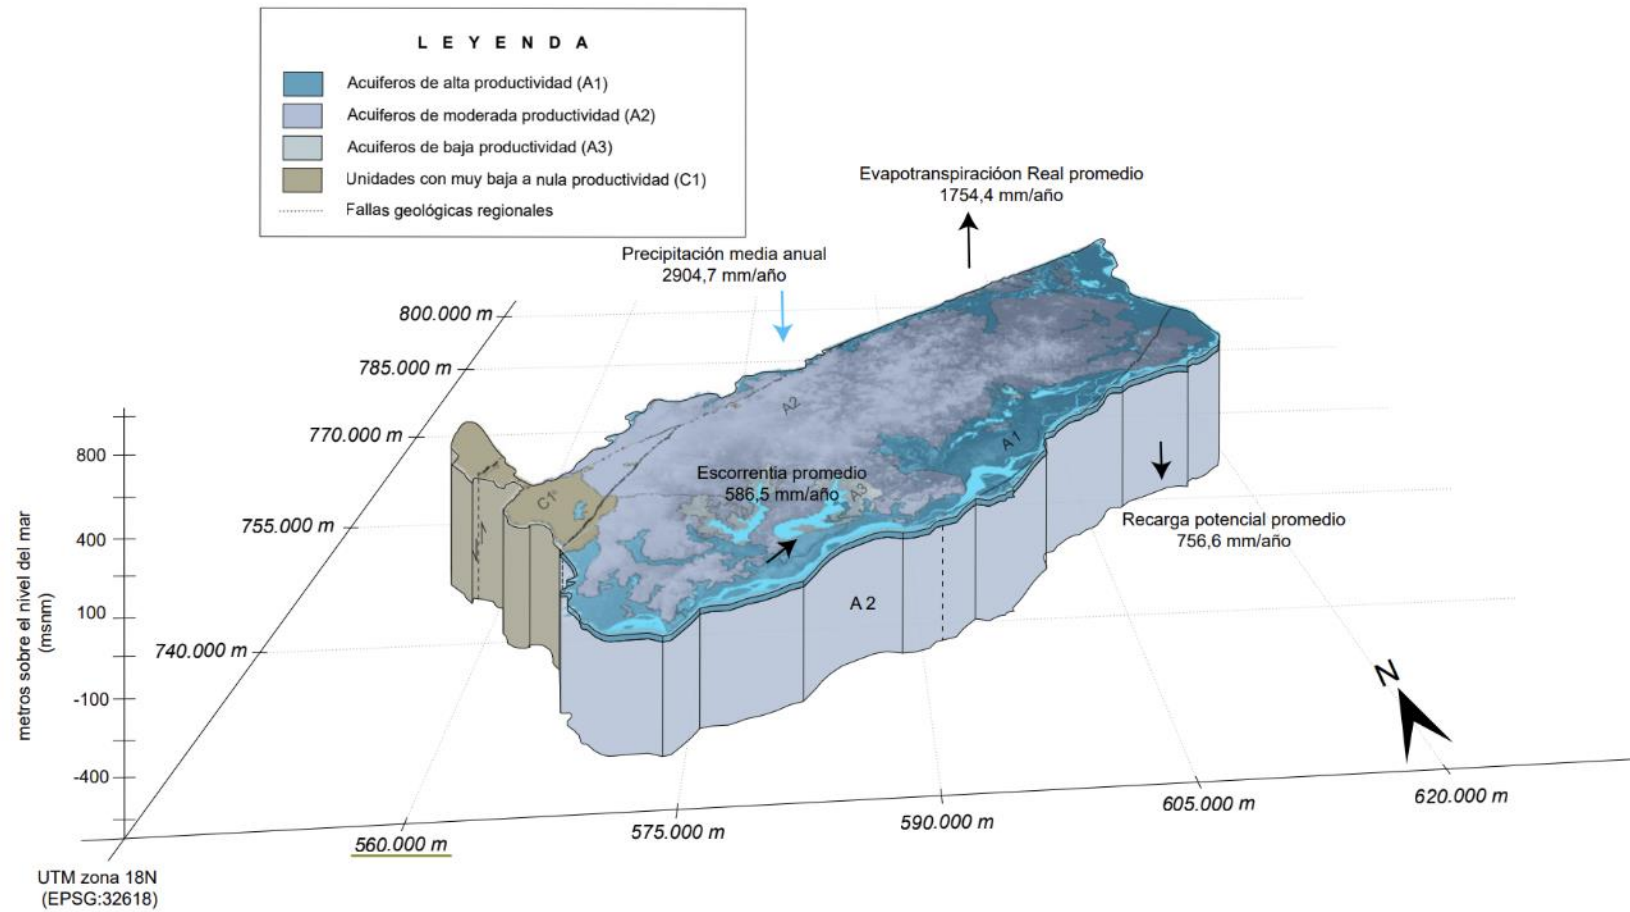 L E Y E N D A
Acuiferos de alta productividad (A1)
Acuiferos de moderada productividad (A2)
Acuiferos de baja productividad (A3)
Unidades con muy baja a nula productividad (C1)
Fallas geológicas regionales
Evapotranspiracióon Real promedio
1754,4 mm/año
Precipitación media anual
2904,7 mm/año
800.000 m
785.000 m
770.000 m
755.000 m
740.000 m
800
400
100
-100
-400
metros sobre el nivel del mar
(msnm)
A2
A1
Escorrentia promedio
586,5 mm/año
A3
C1
A 2
Recarga potencial promedio
756,6 mm/año
N
560.000 m
575.000 m
590.000 m
605.000 m
620.000 m
UTM zona 18N
(EPSG:32618)